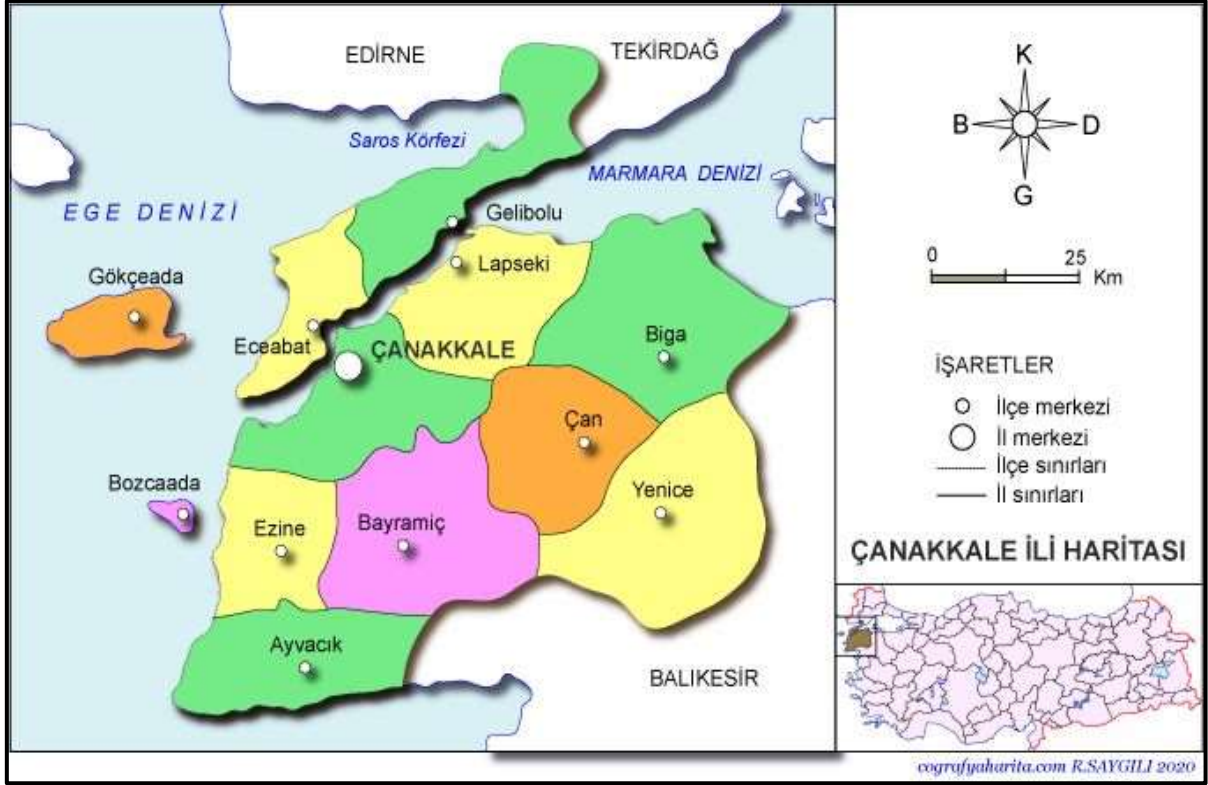 EDİRNE
TEKİRDAĞ
Saros Körfezi
MARMARA DENİZİ
EGE DENİZİ
Gelibolu
Lapseki
Gökçeada
Eceabat
ÇANAKKALE
Biga
Çan
Bozcaada
Ezine
Bayramiç
Yenice
Ayvacık
BALIKESİR
K
B
D
G
0
25
Km
İŞARETLER
İlçe merkezi
İl merkezi
İlçe sınırları
İl sınırları
ÇANAKKALE İLİ HARİTASI
cografyaharita.com R.SAYGILI 2020